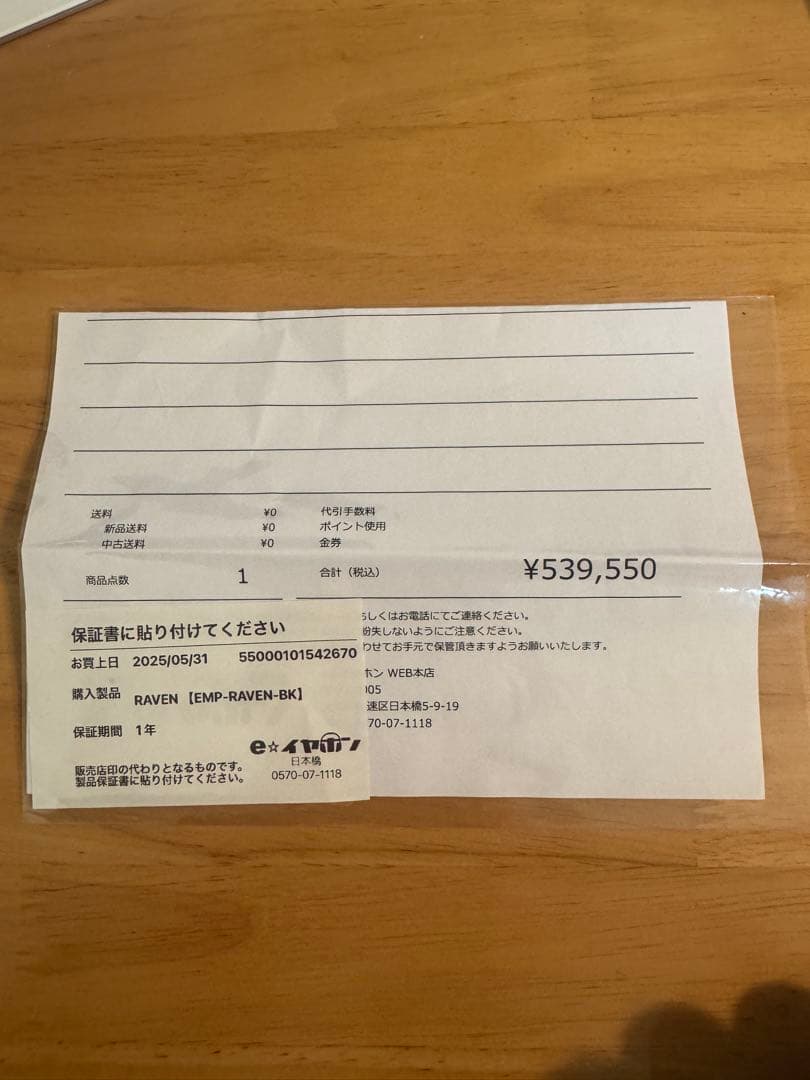 送料 ¥0 代引手数料
新品送料 ¥0 ポイント使用
中古送料 ¥0 金券
商品点数 1 合計（税込） ¥539,550
しくはお電話にてご連絡ください。
紛失しないようにご注意ください。
わせてお手元で保管頂きますようお願いいたします。
ホン WEB本店
005
速区日本橋5-9-19
70-07-1118
保証書に貼り付けてください
お買上日 2025/05/31 55000101542670
購入製品 RAVEN【EMP-RAVEN-BK】
保証期間 1年
e☆イヤホン
日本橋
0570-07-1118
販売店印の代わりとなるものです。
製品保証書に貼り付けてください。